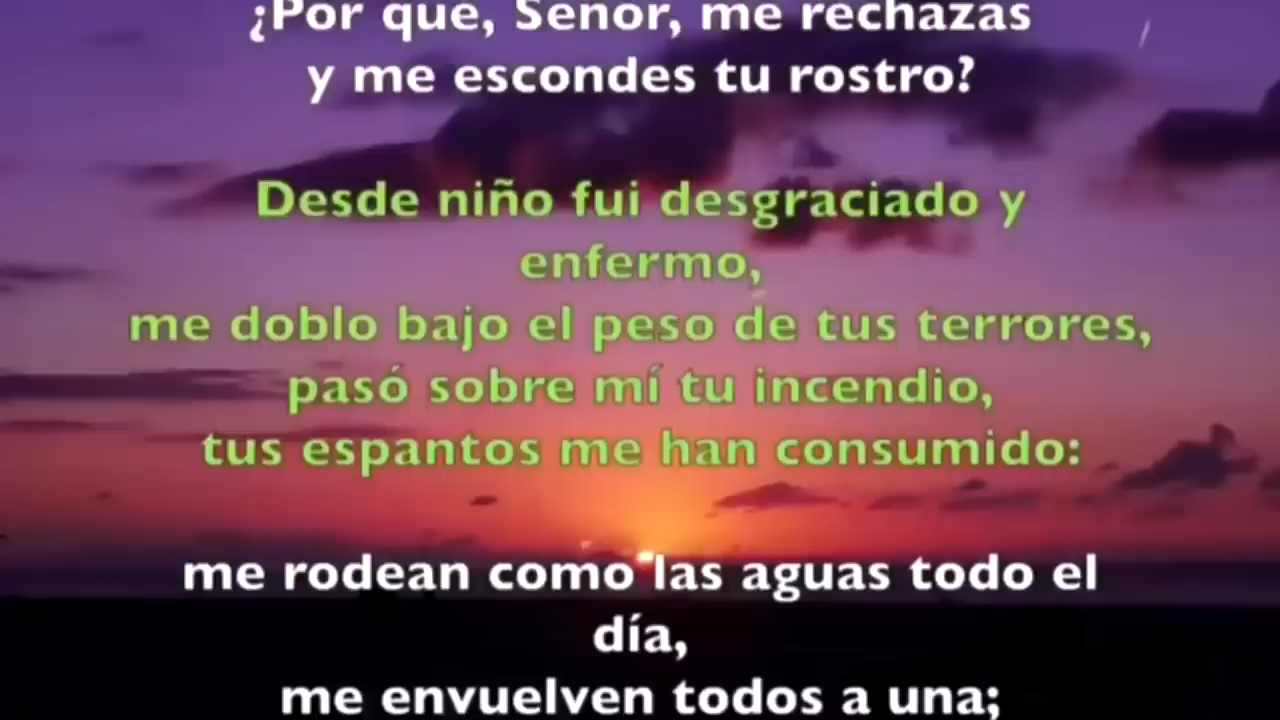 ¿Por qué, Señor, me rechazas
y me escondes tu rostro?
Desde niño fui desgraciado y
enfermo,
me doblo bajo el peso de tus terrores,
pasó sobre mí tu incendio,
tus espantos me han consumido:
me rodean como las aguas todo el
día,
me envuelven todos a una;